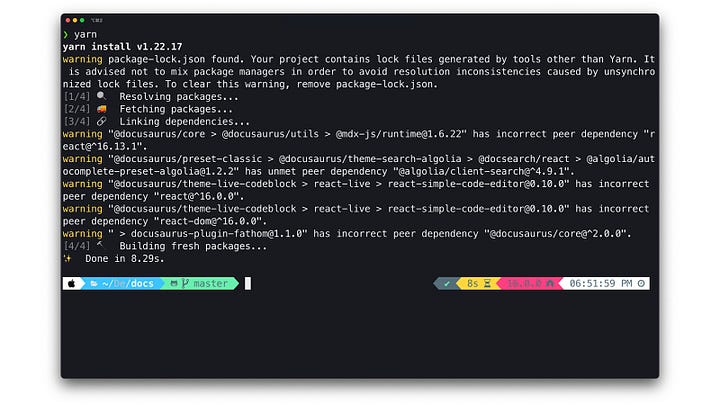 ⌥⌘2
❯ yarn
yarn install v1.22.17
warning package-lock.json found. Your project contains lock files generated by tools other than Yarn. It
is advised not to mix package managers in order to avoid resolution inconsistencies caused by unsynchro
nized lock files. To clear this warning, remove package-lock.json.
[1/4] 🔍 Resolving packages...
[2/4] 🚚 Fetching packages...
[3/4] 🔗 Linking dependencies...
warning "@docusaurus/core > @docusaurus/utils > @mdx-js/runtime@1.6.22" has incorrect peer dependency "r
eact@^16.13.1".
warning "@docusaurus/preset-classic > @docusaurus/theme-search-algolia > @docsearch/react > @algolia/aut
ocomplete-preset-algolia@1.2.2" has unmet peer dependency "@algolia/client-search@^4.9.1".
warning "@docusaurus/theme-live-codeblock > react-live > react-simple-code-editor@0.10.0" has incorrect
peer dependency "react@^16.0.0".
warning "@docusaurus/theme-live-codeblock > react-live > react-simple-code-editor@0.10.0" has incorrect
peer dependency "react-dom@^16.0.0".
warning " > docusaurus-plugin-fathom@1.1.0" has incorrect peer dependency "@docusaurus/core@^2.0.0".
[4/4] 🔨 Building fresh packages...
✨ Done in 8.29s.
~/De/docs master ✔ 8s 16.0.0 06:51:59 PM